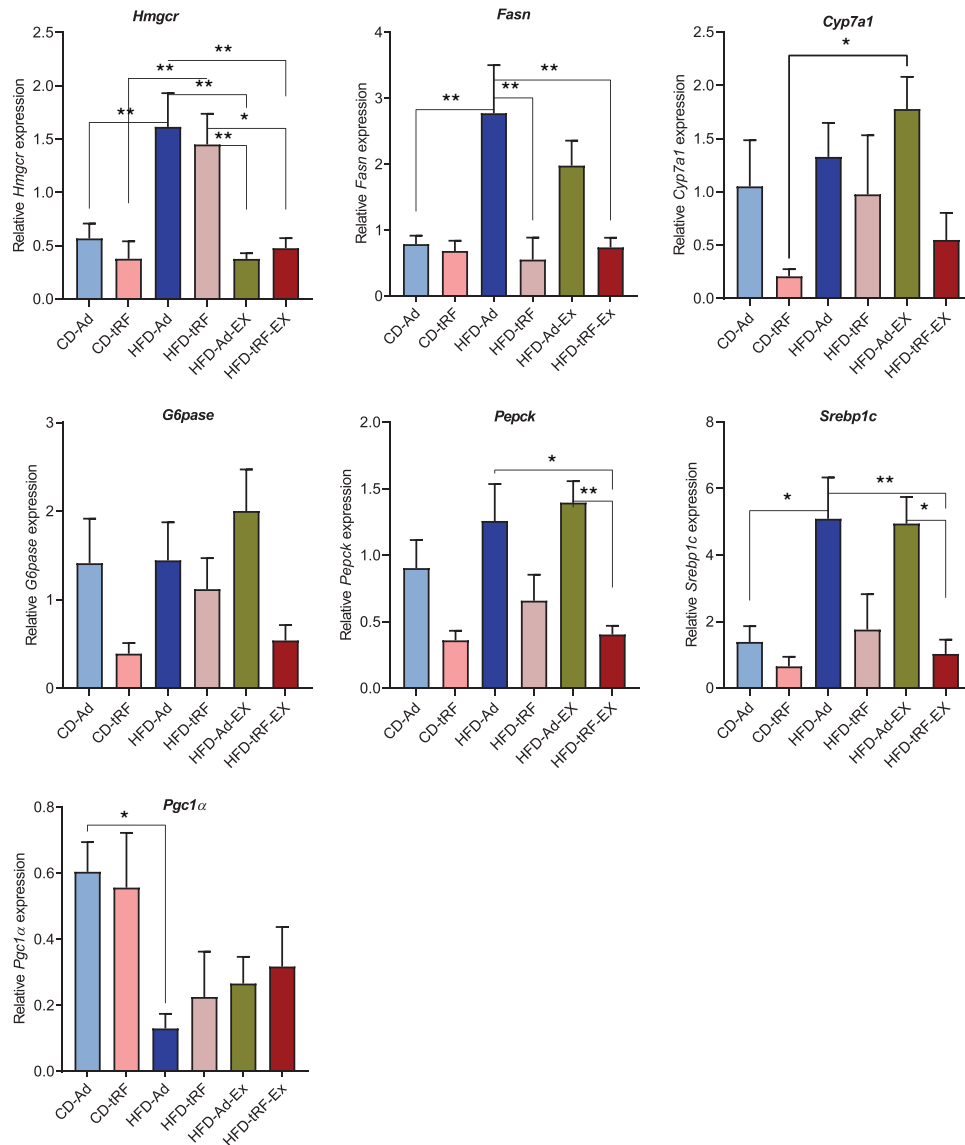 Hmgcr
Relative Hmgcr expression
2.5
2.0
1.5
1.0
0.5
0.0
**
**
**
**
*
**
CD-Ad
CD-tRF
HFD-Ad
HFD-tRF
HFD-Ad-EX
HFD-tRF-EX
Fasn
Relative Fasn expression
4
3
2
1
0
**
**
**
CD-Ad
CD-tRF
HFD-Ad
HFD-tRF
HFD-Ad-EX
HFD-tRF-EX
Cyp7a1
Relative Cyp7a1 expression
2.5
2.0
1.5
1.0
0.5
0.0
*
CD-Ad
CD-tRF
HFD-Ad
HFD-tRF
HFD-Ad-EX
HFD-tRF-EX
G6pase
Relative G6pase expression
3
2
1
0
CD-Ad
CD-tRF
HFD-Ad
HFD-tRF
HFD-Ad-EX
HFD-tRF-EX
Pepck
Relative Pepck expression
2.0
1.5
1.0
0.5
0.0
*
**
CD-Ad
CD-tRF
HFD-Ad
HFD-tRF
HFD-Ad-EX
HFD-tRF-EX
Srebp1c
Relative Srebp1c expression
8
6
4
2
0
*
**
*
CD-Ad
CD-tRF
HFD-Ad
HFD-tRF
HFD-Ad-EX
HFD-tRF-EX
Pgc1α
Relative Pgc1α expression
0.8
0.6
0.4
0.2
0.0
*
CD-Ad
CD-tRF
HFD-Ad
HFD-tRF
HFD-Ad-Ex
HFD-tRF-Ex